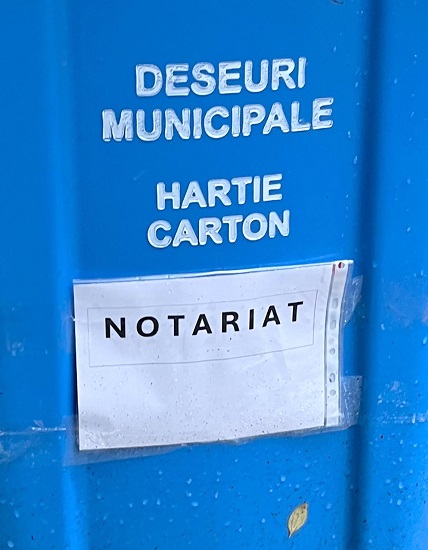 DESEURI
MUNICIPALE
HARTIE
CARTON
NOTARIAT